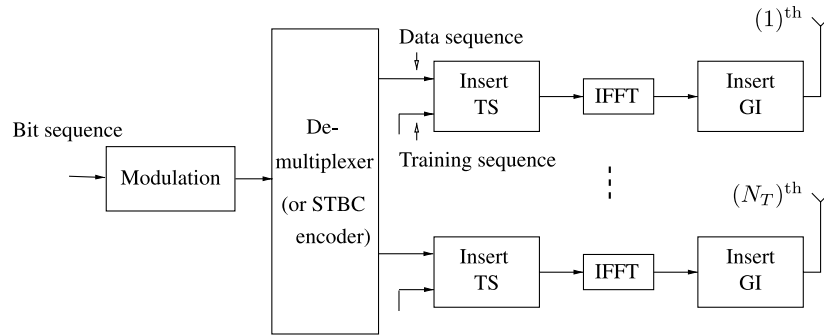 Bit sequence
Modulation
De-
multiplexer
(or STBC
encoder)
Data sequence
Training sequence
Insert
TS
IFFT
Insert
GI
(1)th
Insert
TS
IFFT
Insert
GI
(N_T)th